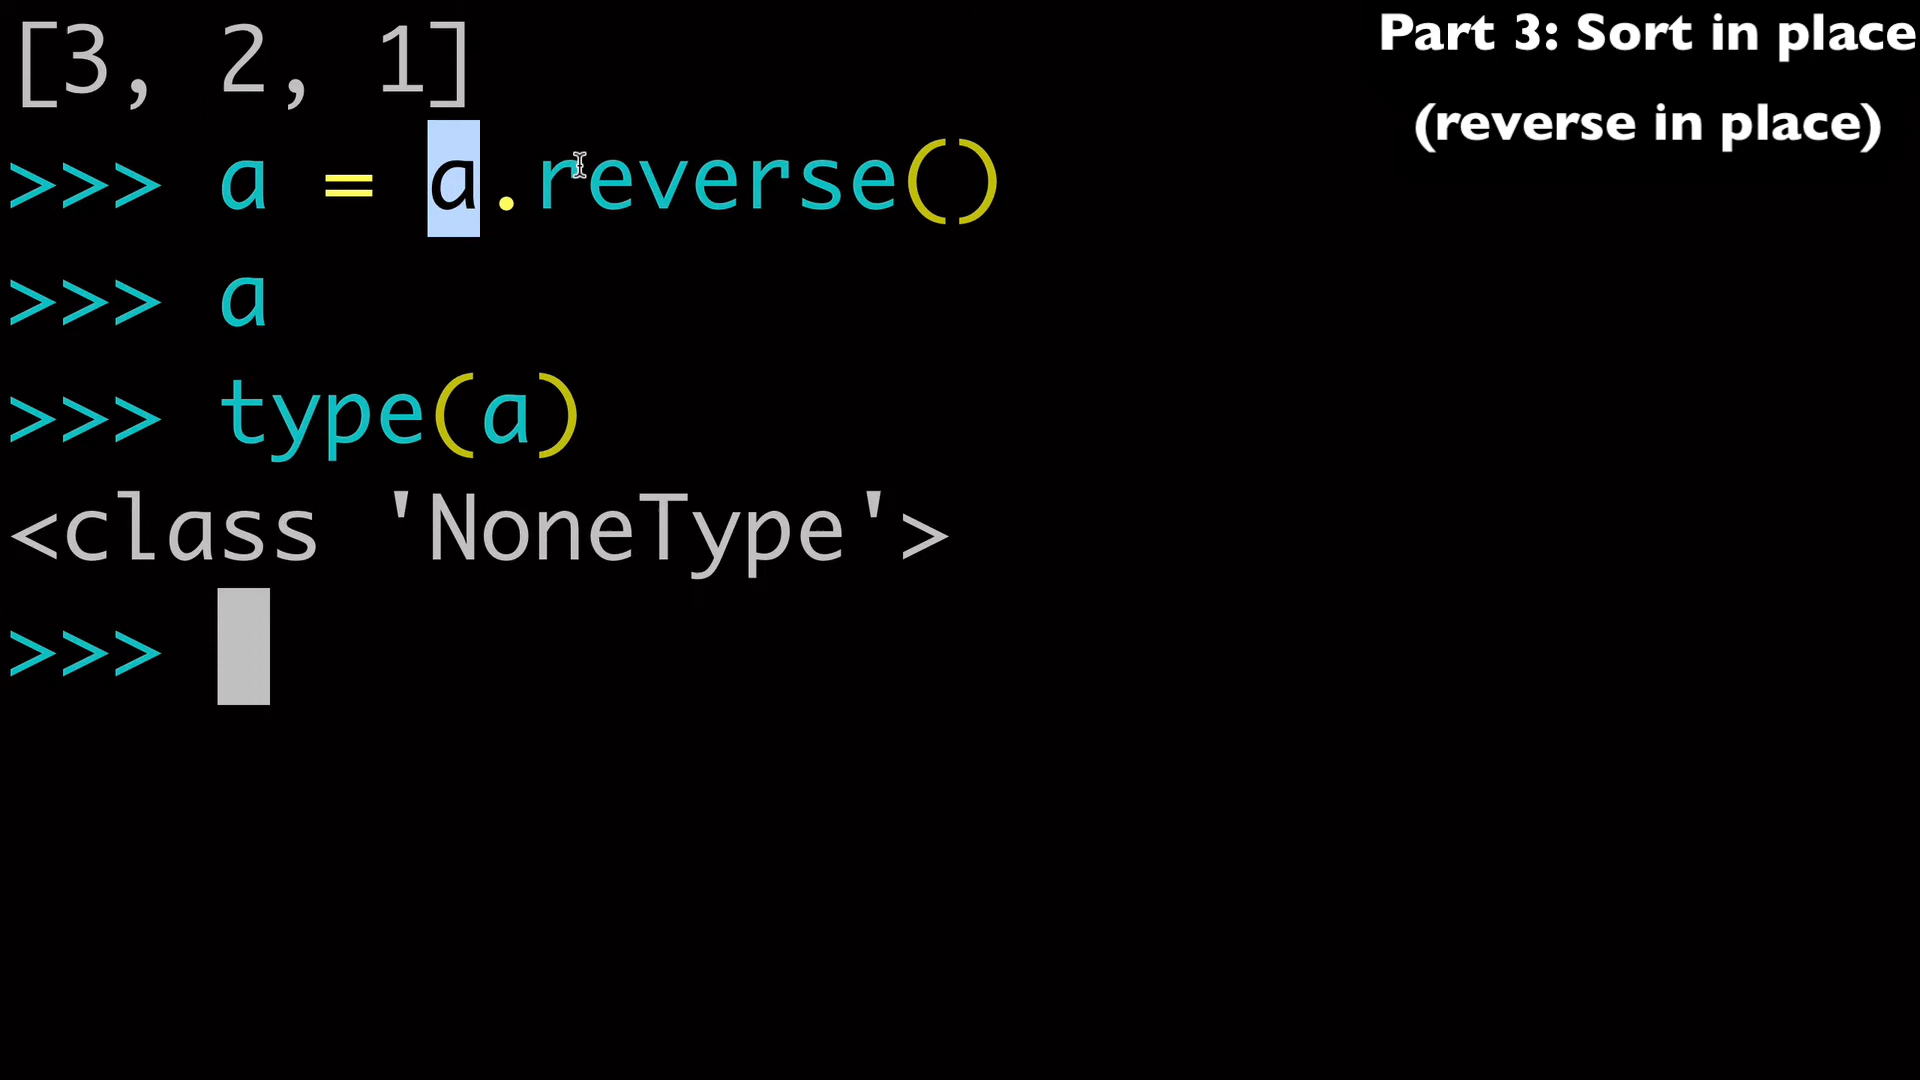 [3, 2, 1]
Part 3: Sort in place
(reverse in place)
>>> a = a.reverse()
>>> a
>>> type(a)
<class 'NoneType'>
>>>